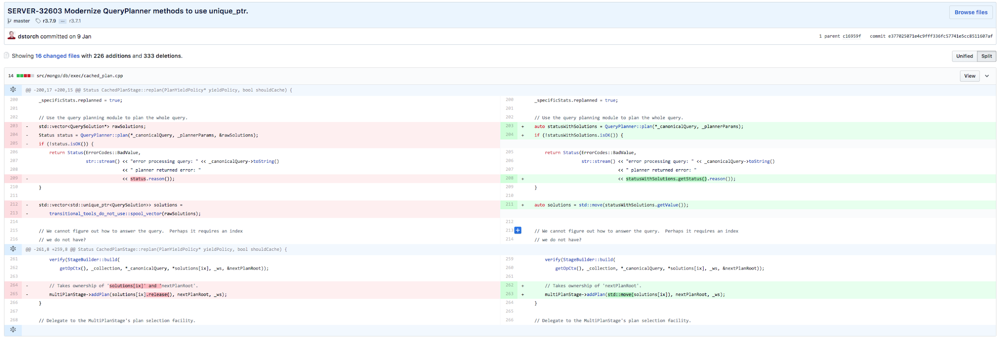 SERVER-32603 Modernize QueryPlanner methods to use unique_ptr.
Browse files
master r3.7.9 ... r3.7.1
dstorch committed on 9 Jan
1 parent c16959f commit e377025071e4c9fff336fc57741e5cc8511607af
Showing 16 changed files with 226 additions and 333 deletions.
Unified Split
14 src/mongo/db/exec/cached_plan.cpp
View
@@ -200,17 +200,15 @@ Status CachedPlanStage::replan(PlanYieldPolicy* yieldPolicy, bool shouldCache) {
200 _specificStats.replanned = true;
201
202 // Use the query planning module to plan the whole query.
203 - std::vector<QuerySolution*> rawSolutions;
204 - Status status = QueryPlanner::plan(*_canonicalQuery, _plannerParams, &rawSolutions);
205 - if (!status.isOK()) {
206 return Status(ErrorCodes::BadValue,
207 str::stream() << "error processing query: " << _canonicalQuery->toString()
208 << " planner returned error: "
209 - << status.reason());
210 }
211
212 - std::vector<std::unique_ptr<QuerySolution>> solutions =
213 - transitional_tools_do_not_use::spool_vector(rawSolutions);
214
215 // We cannot figure out how to answer the query.  Perhaps it requires an index
216 // we do not have?
200 _specificStats.replanned = true;
201
202 // Use the query planning module to plan the whole query.
203 + auto statusWithSolutions = QueryPlanner::plan(*_canonicalQuery, _plannerParams);
204 + if (!statusWithSolutions.isOK()) {
205 return Status(ErrorCodes::BadValue,
206 str::stream() << "error processing query: " << _canonicalQuery->toString()
207 << " planner returned error: "
208 + << statusWithSolutions.getStatus().reason());
209 }
210
211 + auto solutions = std::move(statusWithSolutions.getValue());
212
213 + // We cannot figure out how to answer the query.  Perhaps it requires an index
214 // we do not have?
@@ -261,8 +259,8 @@ Status CachedPlanStage::replan(PlanYieldPolicy* yieldPolicy, bool shouldCache) {
261 verify(StageBuilder::build(
262 getOpCtx(), _collection, *_canonicalQuery, *solutions[ix], _ws, &nextPlanRoot));
263
264 - // Takes ownership of 'solutions[ix]' and 'nextPlanRoot'.
265 - multiPlanStage->addPlan(solutions[ix].release(), nextPlanRoot, _ws);
266 }
267
268 // Delegate to the MultiPlanStage's plan selection facility.
259 verify(StageBuilder::build(
260 getOpCtx(), _collection, *_canonicalQuery, *solutions[ix], _ws, &nextPlanRoot));
261
262 + // Takes ownership of 'nextPlanRoot'.
263 + multiPlanStage->addPlan(std::move(solutions[ix]), nextPlanRoot, _ws);
264 }
265
266 // Delegate to the MultiPlanStage's plan selection facility.